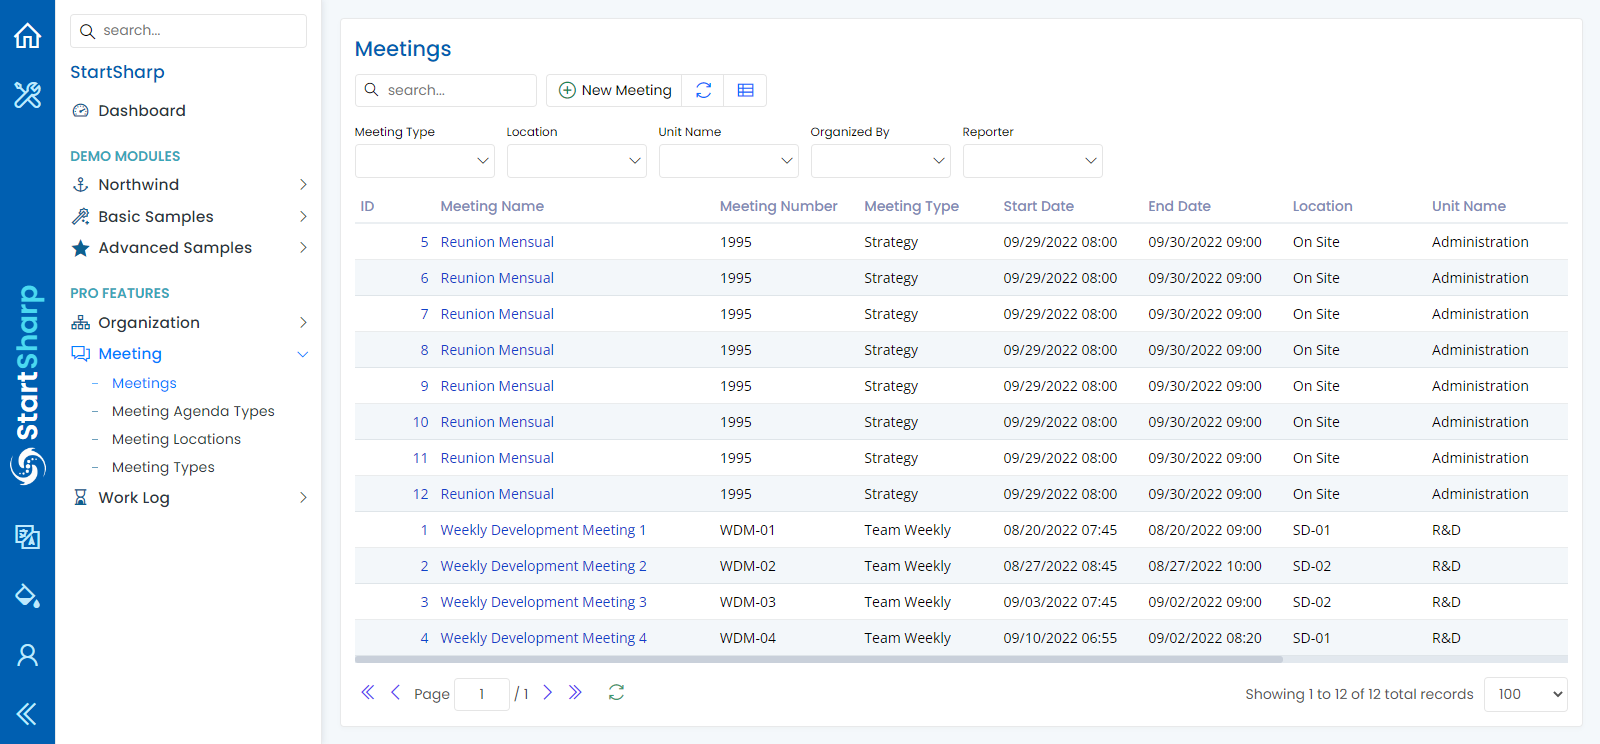 StartSharp
search...
StartSharp
Dashboard
DEMO MODULES
Northwind
Basic Samples
Advanced Samples
PRO FEATURES
Organization
Meeting
- Meetings
- Meeting Agenda Types
- Meeting Locations
- Meeting Types
Work Log
Meetings
search... New Meeting
Meeting Type Location Unit Name Organized By Reporter
ID Meeting Name Meeting Number Meeting Type Start Date End Date Location Unit Name
5 Reunion Mensual 1995 Strategy 09/29/2022 08:00 09/30/2022 09:00 On Site Administration
6 Reunion Mensual 1995 Strategy 09/29/2022 08:00 09/30/2022 09:00 On Site Administration
7 Reunion Mensual 1995 Strategy 09/29/2022 08:00 09/30/2022 09:00 On Site Administration
8 Reunion Mensual 1995 Strategy 09/29/2022 08:00 09/30/2022 09:00 On Site Administration
9 Reunion Mensual 1995 Strategy 09/29/2022 08:00 09/30/2022 09:00 On Site Administration
10 Reunion Mensual 1995 Strategy 09/29/2022 08:00 09/30/2022 09:00 On Site Administration
11 Reunion Mensual 1995 Strategy 09/29/2022 08:00 09/30/2022 09:00 On Site Administration
12 Reunion Mensual 1995 Strategy 09/29/2022 08:00 09/30/2022 09:00 On Site Administration
1 Weekly Development Meeting 1 WDM-01 Team Weekly 08/20/2022 07:45 08/20/2022 09:00 SD-01 R&D
2 Weekly Development Meeting 2 WDM-02 Team Weekly 08/27/2022 08:45 08/27/2022 10:00 SD-02 R&D
3 Weekly Development Meeting 3 WDM-03 Team Weekly 09/03/2022 07:45 09/02/2022 09:00 SD-02 R&D
4 Weekly Development Meeting 4 WDM-04 Team Weekly 09/10/2022 06:55 09/02/2022 08:20 SD-01 R&D
Page 1 / 1 Showing 1 to 12 of 12 total records 100